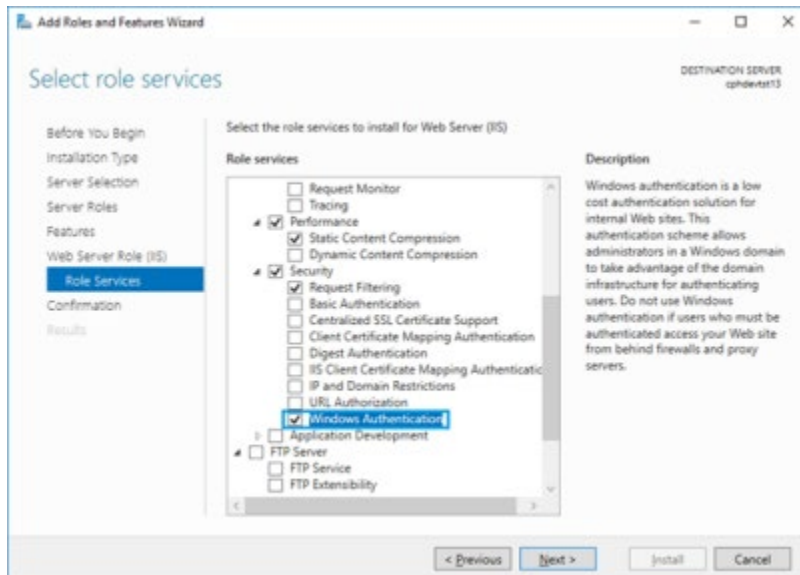 Add Roles and Features Wizard
Select role services
DESTINATION SERVER
cphdevtst13
Before You Begin
Installation Type
Server Selection
Server Roles
Features
Web Server Role (IIS)
Role Services
Confirmation
Results
Select the role services to install for Web Server (IIS)
Role services
Request Monitor
Tracing
Performance
Static Content Compression
Dynamic Content Compression
Security
Request Filtering
Basic Authentication
Centralized SSL Certificate Support
Client Certificate Mapping Authentication
Digest Authentication
IIS Client Certificate Mapping Authenticatic
IP and Domain Restrictions
URL Authorization
Windows Authentication
Application Development
FTP Server
FTP Service
FTP Extensibility
Description
Windows authentication is a low
cost authentication solution for
internal Web sites. This
authentication scheme allows
administrators in a Windows domain
to take advantage of the domain
infrastructure for authenticating
users. Do not use Windows
authentication if users who must be
authenticated access your Web site
from behind firewalls and proxy
servers.
< Previous
Next >
Install
Cancel